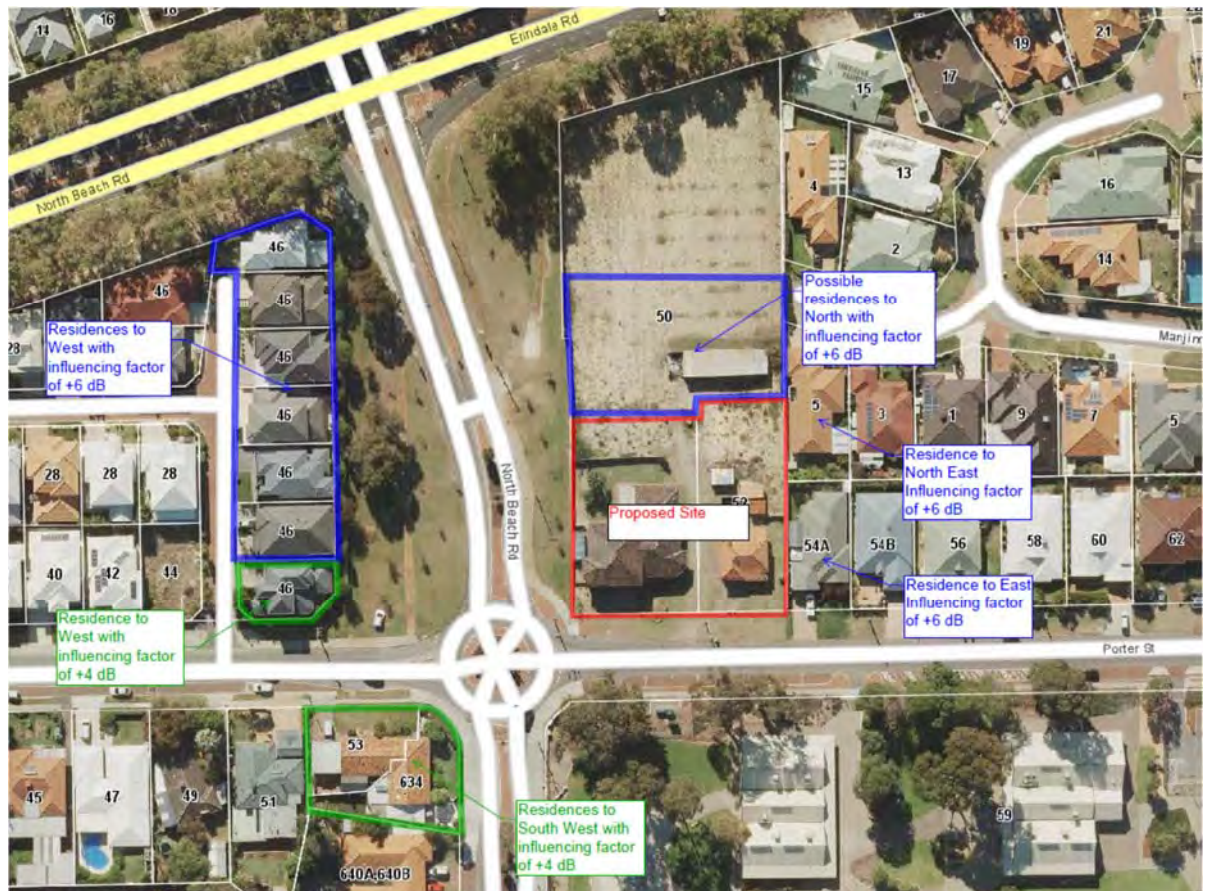 14
16
18
Erindale Rd
19
21
17
15
North Beach Rd
4
13
16
2
14
46
46
46
28
Residences to
West with
influencing factor
of +6 dB
46
46
46
46
50
Possible
residences to
North with
influencing factor
of +6 dB
5
3
1
9
7
5
28
28
28
North Beach Rd
Residence to
North East
Influencing factor
of +6 dB
Proposed Site
40
42
44
46
54A
54B
56
58
60
62
Residence to
West with
influencing factor
of +4 dB
Residence to East
Influencing factor
of +6 dB
Porter St
53
634
45
47
49
51
Residences to
South West with
influencing factor
of +4 dB
59
640A,640B